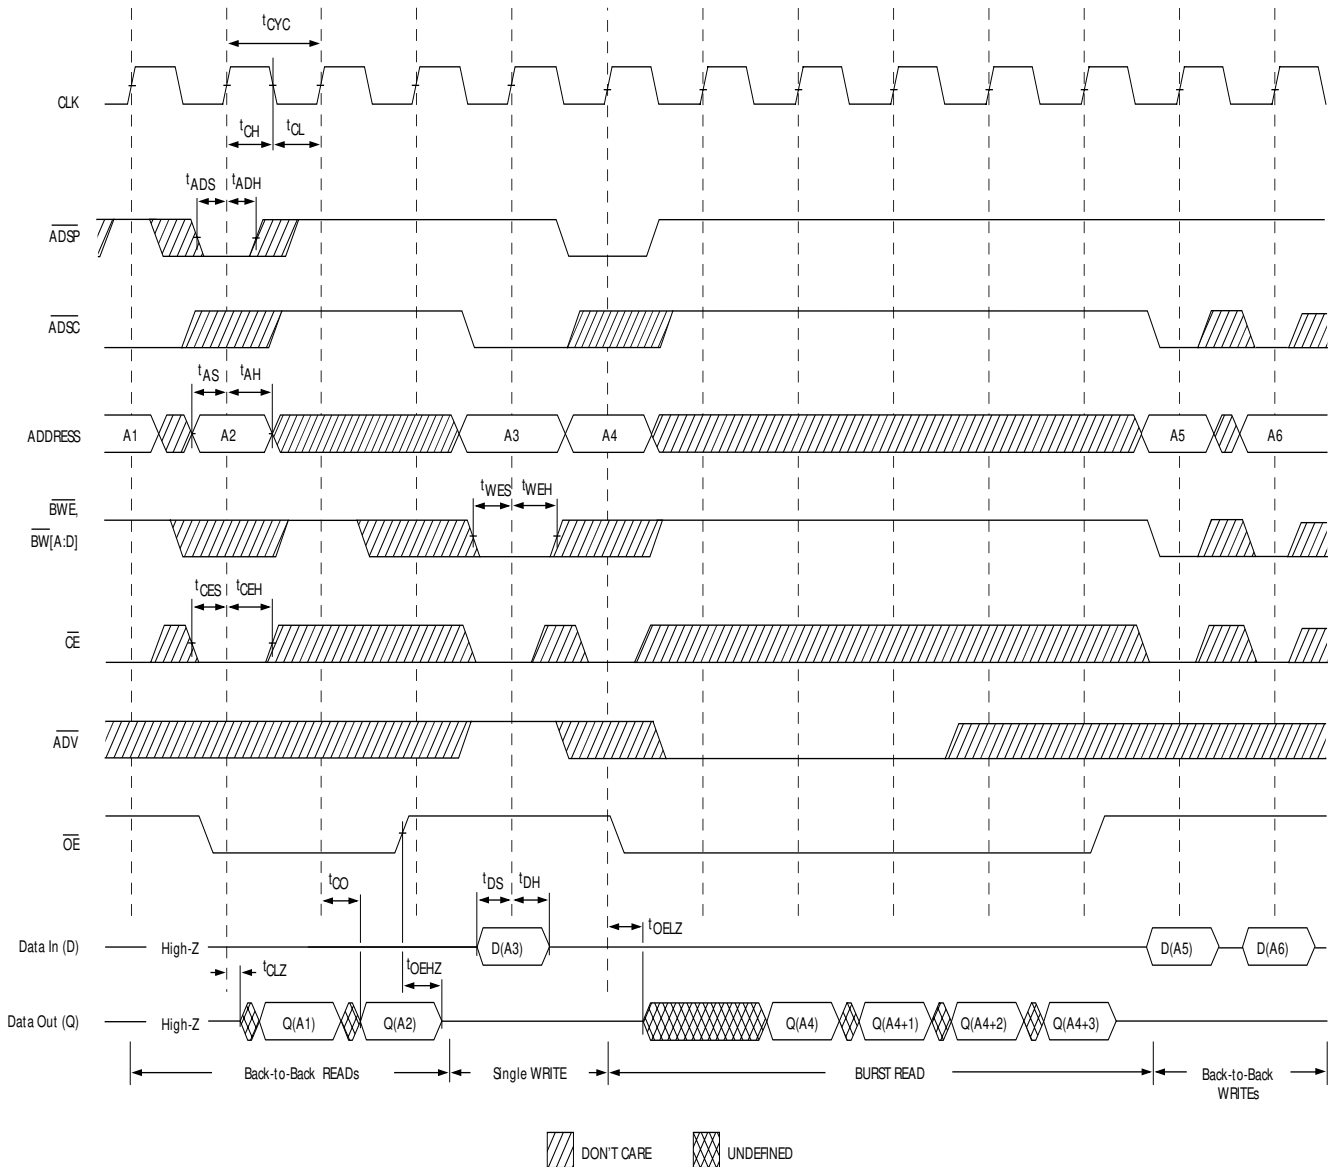 tCYC
CLK
tCH
tCL
tADS
tADH
ADSP
ADSC
tAS
tAH
ADDRESS
A1
A2
A3
A4
A5
A6
tWES
tWEH
BWE,
BW[A:D]
tCES
tCEH
CE
ADV
OE
tCO
tDS
tDH
tOELZ
Data In (D)
High-Z
D(A3)
D(A5)
D(A6)
tCLZ
tOEHZ
Data Out (Q)
High-Z
Q(A1)
Q(A2)
Q(A4)
Q(A4+1)
Q(A4+2)
Q(A4+3)
Back-to-Back READs
Single WRITE
BURST READ
Back-to-Back
WRITEs
DON'T CARE
UNDEFINED